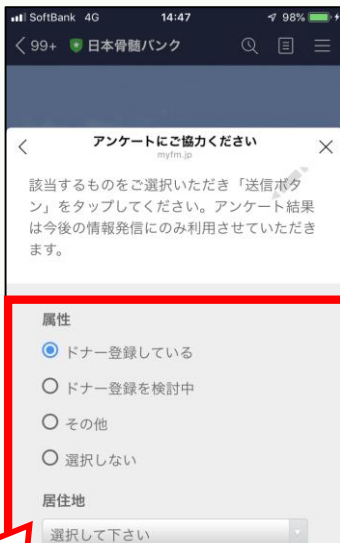 SoftBank 4G 14:47 98%
99+ 日本骨髄バンク
アンケートにご協力ください
myfm.jp
該当するものをご選択いただき「送信ボタ
ン」をタップしてください。アンケート結果
は今後の情報発信にのみ利用させていただき
ます。
属性
ドナー登録している
ドナー登録を検討中
その他
選択しない
居住地
選択して下さい